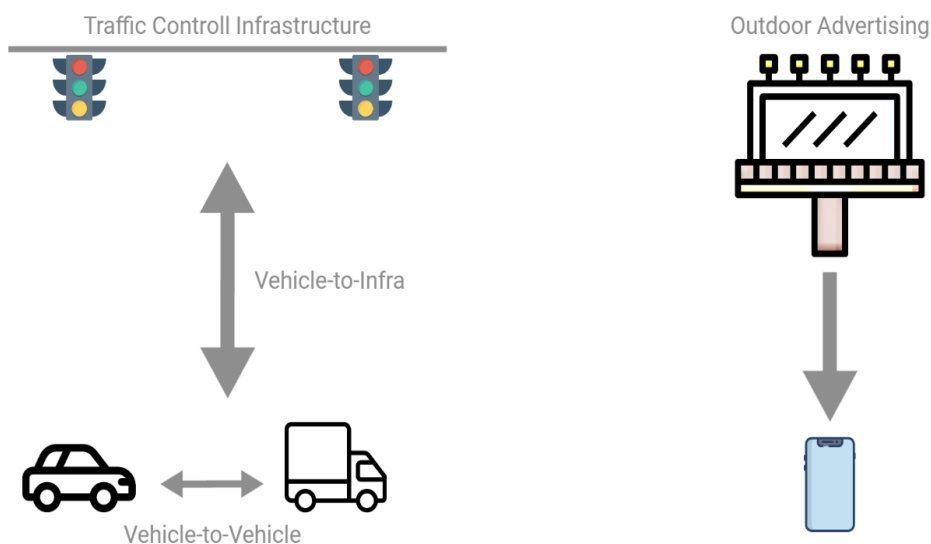 Traffic Controll Infrastructure
Outdoor Advertising
Vehicle-to-Infra
Vehicle-to-Vehicle